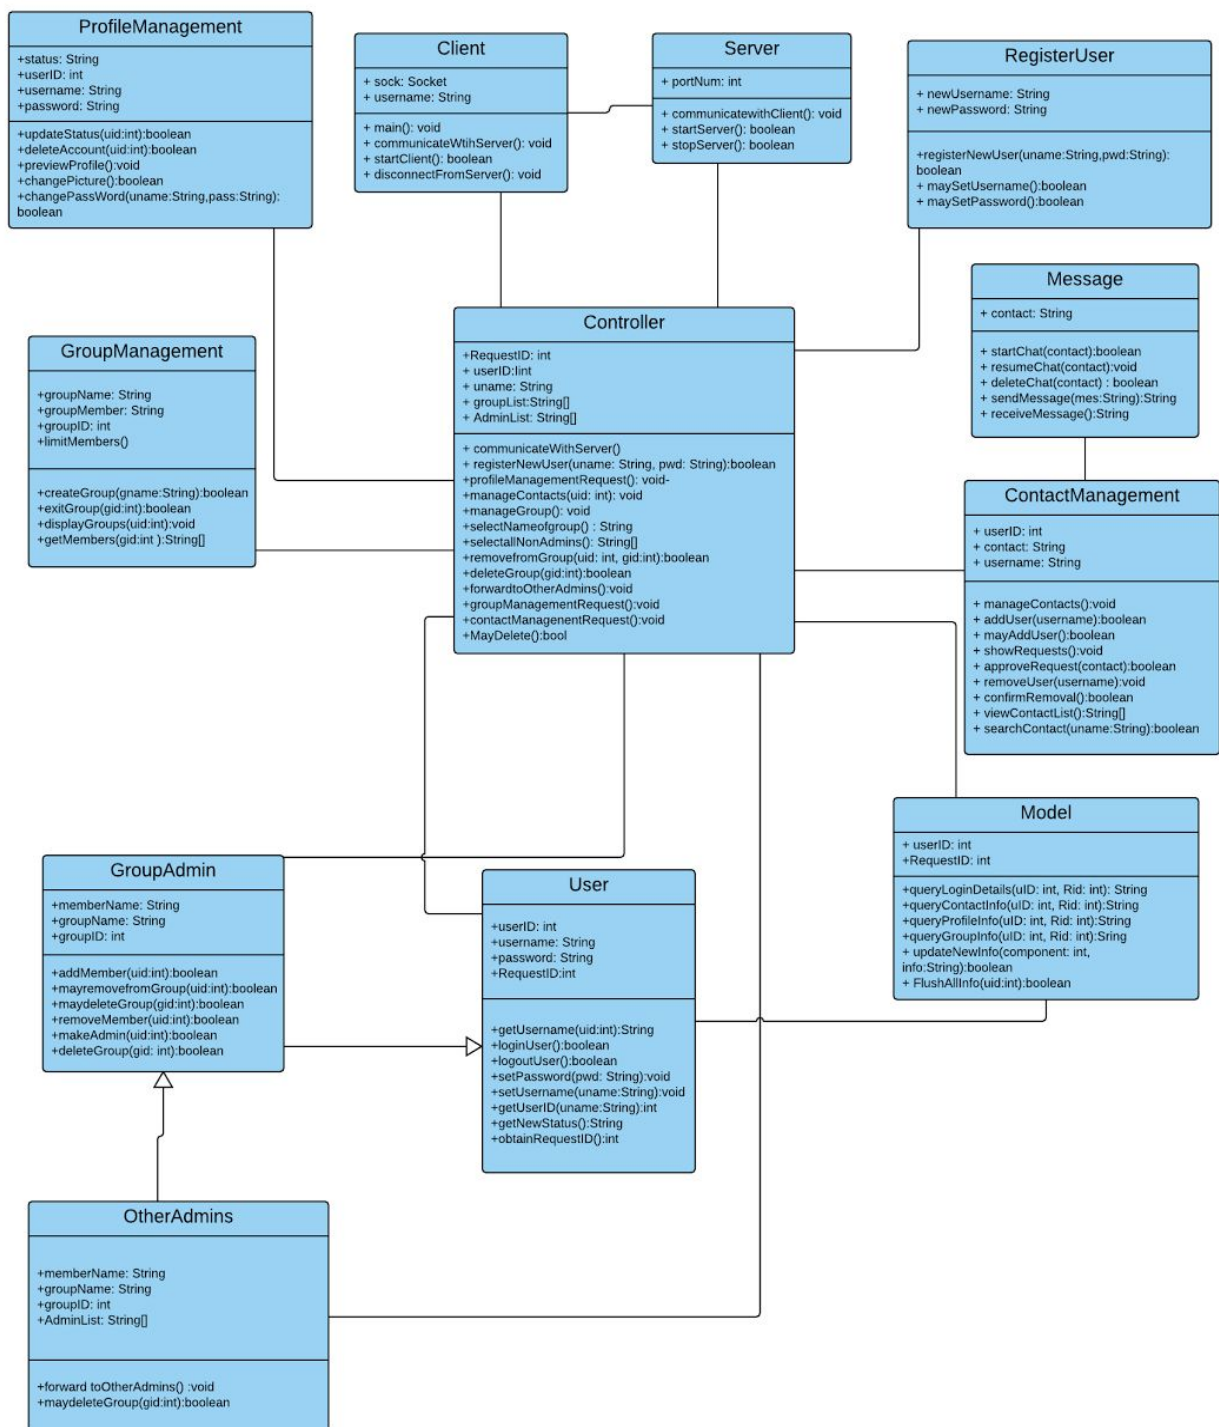 ProfileManagement
+status: String
+userID: int
+username: String
+password: String
+updateStatus(uid:int):boolean
+deleteAccount(uid:int):boolean
+previewProfile():void
+changePicture():boolean
+changePassWord(uname:String,pass:String):
boolean
Client
+ sock: Socket
+ username: String
+ main(): void
+ communicateWtihServer(): void
+ startClient(): boolean
+ disconnectFromServer(): void
Server
+ portNum: int
+ communicatewithClient(): void
+ startServer(): boolean
+ stopServer(): boolean
RegisterUser
+ newUsername: String
+ newPassword: String
+registerNewUser(uname:String,pwd:String):
boolean
+ maySetUsername():boolean
+ maySetPassword():boolean
Message
+ contact: String
+ startChat(contact):boolean
+ resumeChat(contact):void
+ deleteChat(contact) : boolean
+ sendMessage(mes:String):String
+ receiveMessage():String
GroupManagement
+groupName: String
+groupMember: String
+groupID: int
+limitMembers()
+createGroup(gname:String):boolean
+exitGroup(gid:int):boolean
+displayGroups(uid:int):void
+getMembers(gid:int ):String[]
Controller
+RequestID: int
+ userID:Iint
+ uname: String
+ groupList:String[]
+ AdminList: String[]
+ communicateWithServer()
+ registerNewUser(uname: String, pwd: String):boolean
+profileManagementRequest(): void-
+manageContacts(uid: int): void
+manageGroup(): void
+selectNameofgroup() : String
+selectallNonAdmins(): String[]
+removefromGroup(uid: int, gid:int):boolean
+deleteGroup(gid:int):boolean
+forwardtoOtherAdmins():void
+groupManagementRequest():void
+contactManagenentRequest():void
+MayDelete():bool
ContactManagement
+ userID: int
+ contact: String
+ username: String
+ manageContacts():void
+ addUser(username):boolean
+ mayAddUser():boolean
+ showRequests():void
+ approveRequest(contact):boolean
+ removeUser(username):void
+ confirmRemoval():boolean
+ viewContactList():String[]
+ searchContact(uname:String):boolean
Model
+ userID: int
+RequestID: int
+queryLoginDetails(uID: int, Rid: int): String
+queryContactInfo(uID: int, Rid: int):String
+queryProfileInfo(uID: int, Rid: int):String
+queryGroupInfo(uID: int, Rid: int):Sring
+ updateNewInfo(component: int,
info:String):boolean
+ FlushAllInfo(uid:int):boolean
GroupAdmin
+memberName: String
+groupName: String
+groupID: int
+addMember(uid:int):boolean
+mayremovefromGroup(uid:int):boolean
+maydeleteGroup(gid:int):boolean
+removeMember(uid:int):boolean
+makeAdmin(uid:int):boolean
+deleteGroup(gid: int):boolean
User
+userID: int
+username: String
+password: String
+RequestID:int
+getUsername(uid:int):String
+loginUser():boolean
+logoutUser():boolean
+setPassword(pwd: String):void
+setUsername(uname:String):void
+getUserID(uname:String):int
+getNewStatus():String
+obtainRequestID():int
OtherAdmins
+memberName: String
+groupName: String
+groupID: int
+AdminList: String[]
+forward toOtherAdmins() :void
+maydeleteGroup(gid:int):boolean